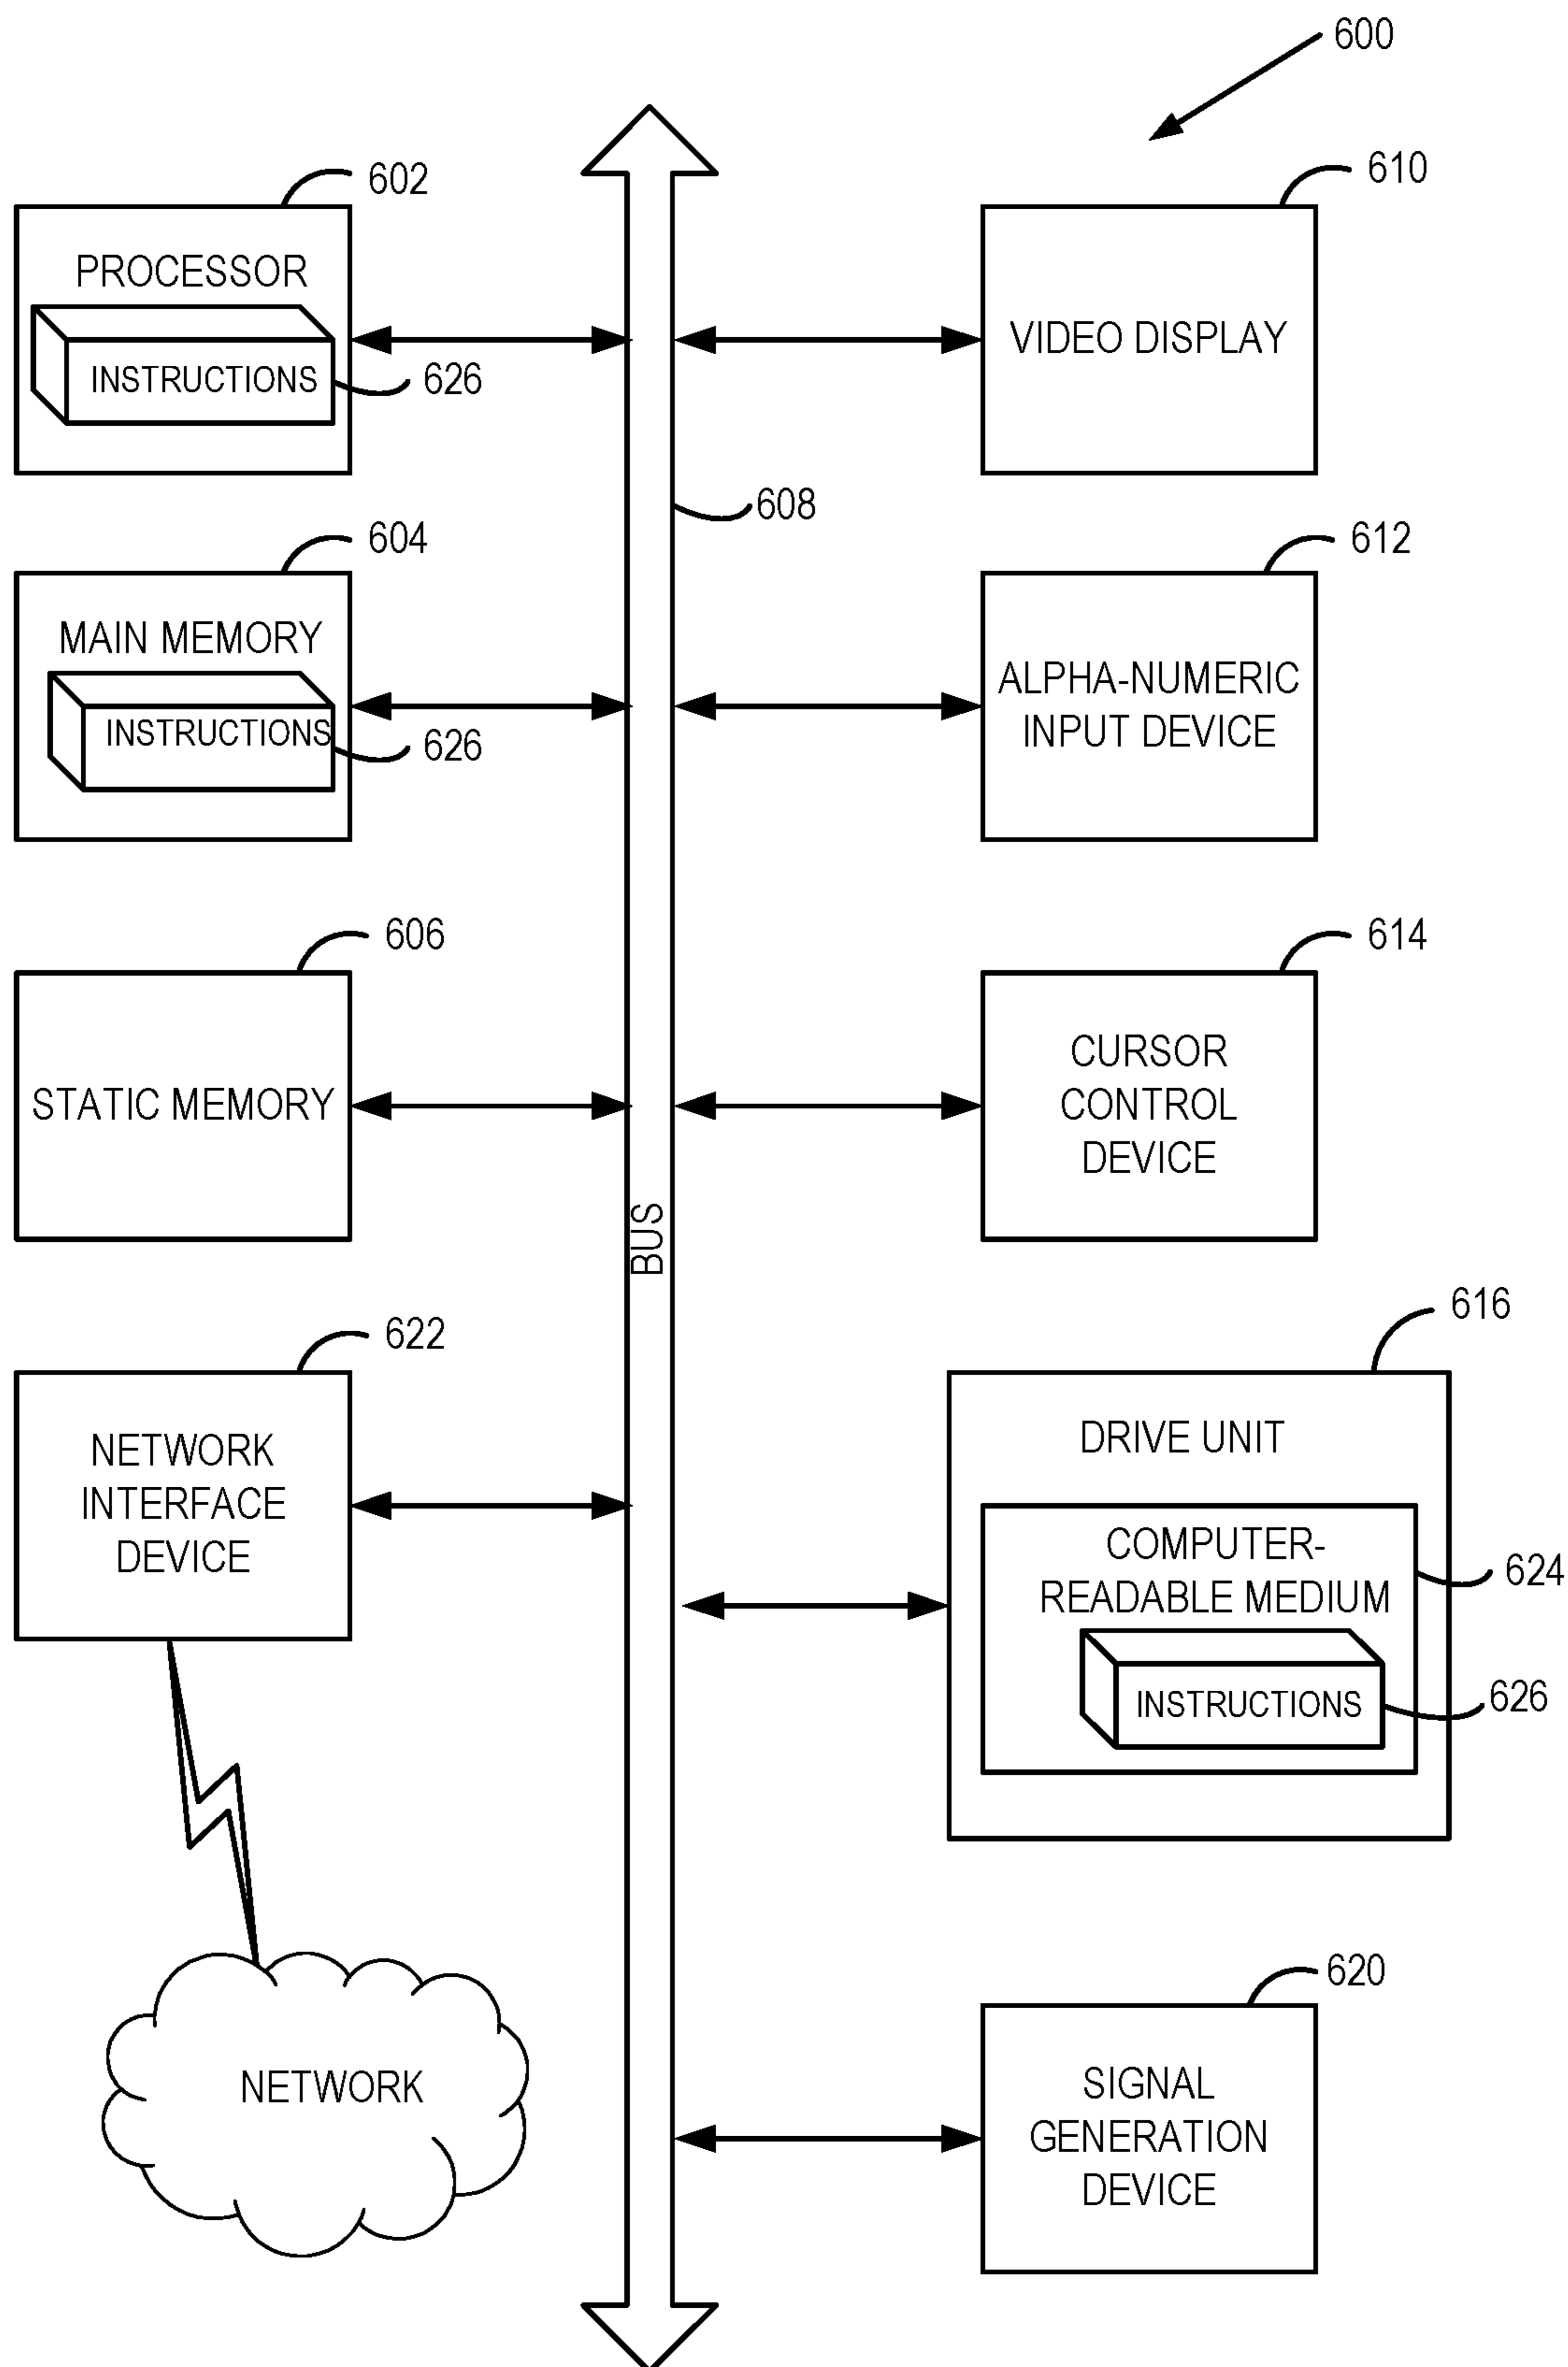 600
602
PROCESSOR
INSTRUCTIONS
626
610
VIDEO DISPLAY
608
604
MAIN MEMORY
INSTRUCTIONS
626
612
ALPHA-NUMERIC
INPUT DEVICE
606
STATIC MEMORY
614
CURSOR
CONTROL
DEVICE
BUS
622
NETWORK
INTERFACE
DEVICE
616
DRIVE UNIT
COMPUTER-
READABLE MEDIUM
624
INSTRUCTIONS
626
NETWORK
620
SIGNAL
GENERATION
DEVICE